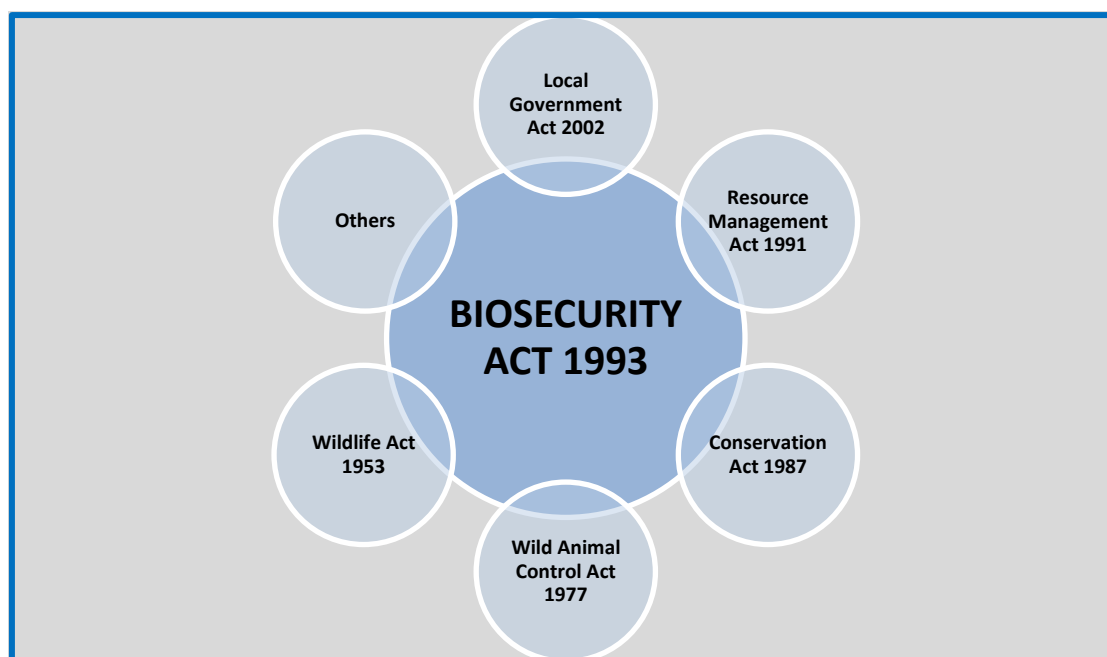 Local
Government
Act 2002
Others
Resource
Management
Act 1991
BIOSECURITY
ACT 1993
Wildlife Act
1953
Conservation
Act 1987
Wild Animal
Control Act
1977